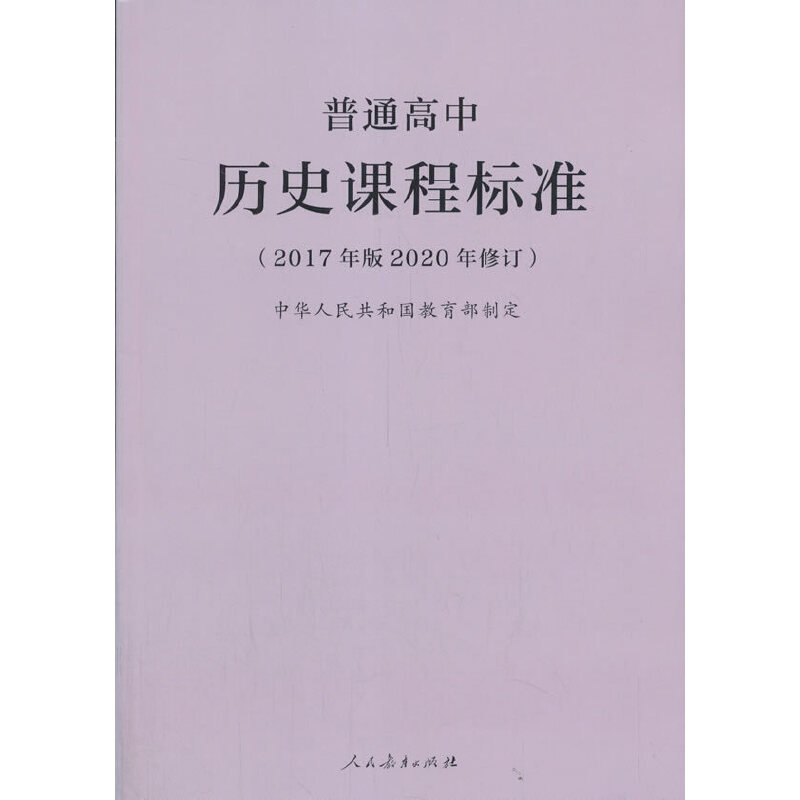 普通高中
历史课程标准
（2017年版2020年修订）
中华人民共和国教育部制定
人民教育出版社